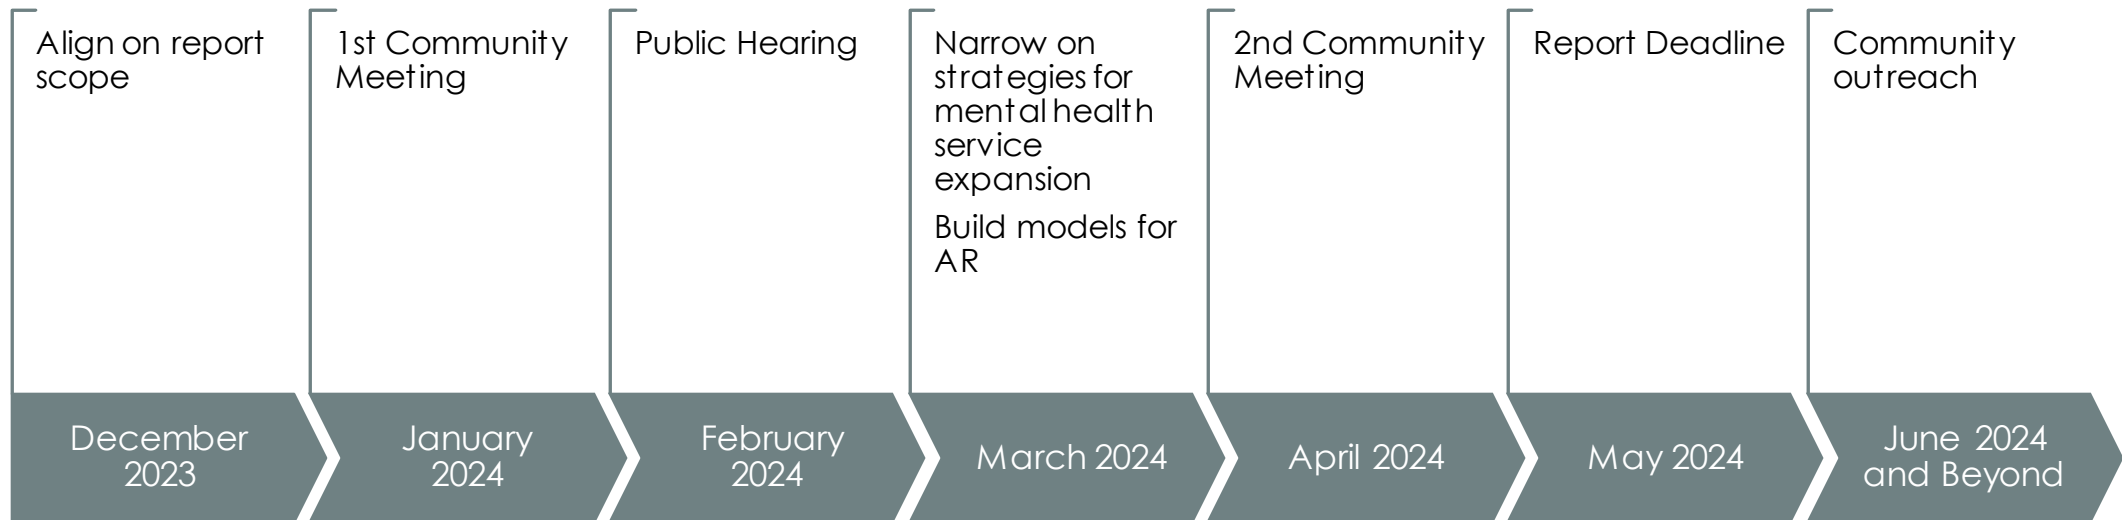 Align on report
scope
1st Community
Meeting
Public Hearing
Narrow on
strategies for
mental health
service
expansion
Build models for
AR
2nd Community
Meeting
Report Deadline
Community
outreach
December
2023
January
2024
February
2024
March 2024
April 2024
May 2024
June 2024
and Beyond